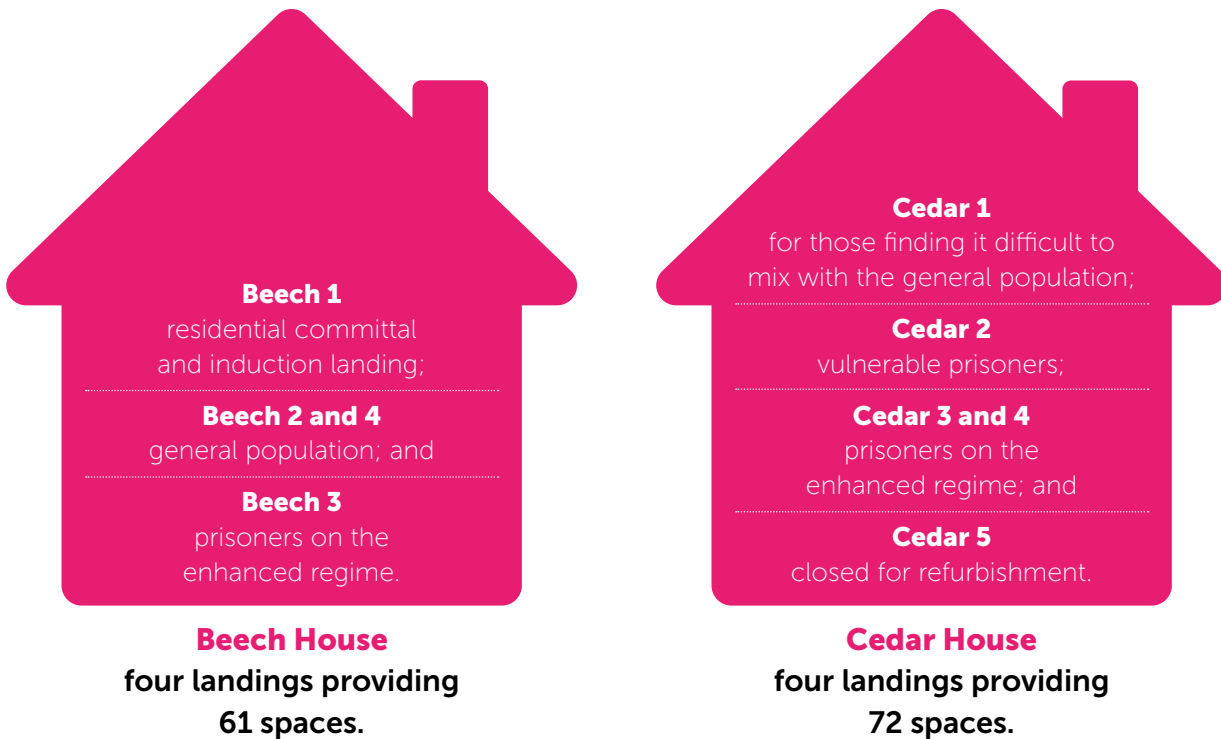 Beech 1
residential committal
and induction landing;
Beech 2 and 4
general population; and
Beech 3
prisoners on the
enhanced regime.
Beech House
four landings providing
61 spaces.
Cedar 1
for those finding it difficult to
mix with the general population;
Cedar 2
vulnerable prisoners;
Cedar 3 and 4
prisoners on the
enhanced regime; and
Cedar 5
closed for refurbishment.
Cedar House
four landings providing
72 spaces.